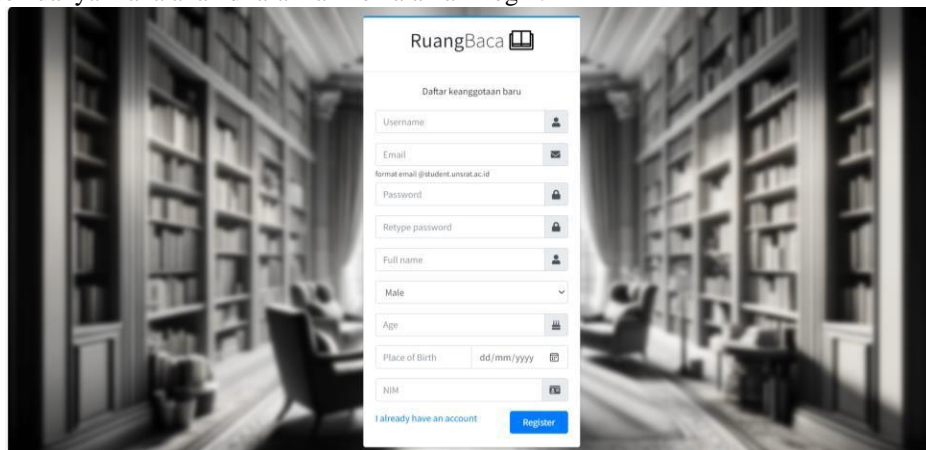 RuangBaca
Daftar keanggotaan baru
Username
Email
format email @student.unsrat.ac.id
Password
Retype password
Full name
Male
Age
Place of Birth dd/mm/yyyy
NIM
I already have an account Register